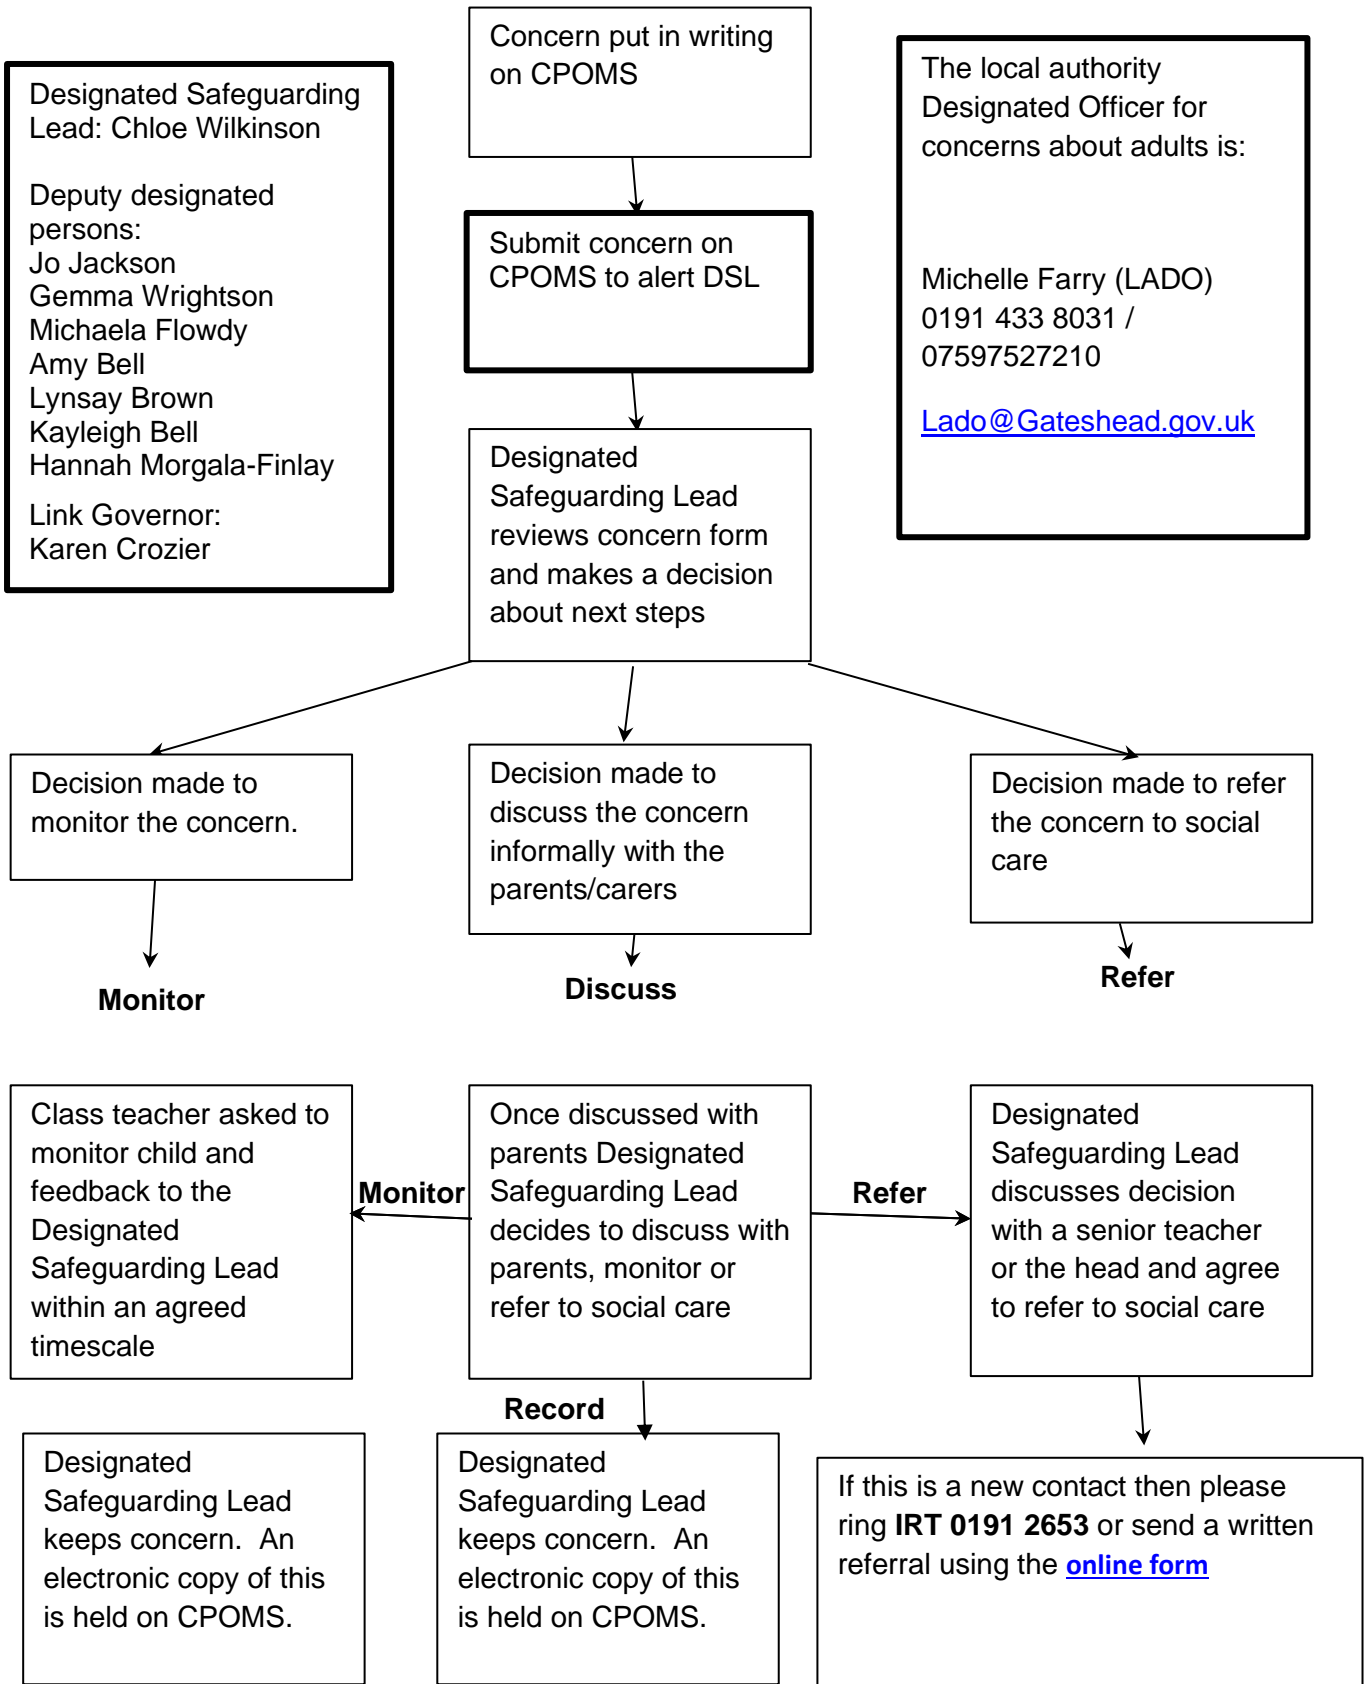 Concern put in writing
on CPOMS
Designated Safeguarding
Lead: Chloe Wilkinson
Deputy designated
persons:
Jo Jackson
Gemma Wrightson
Michaela Flowdy
Amy Bell
Lynsay Brown
Kayleigh Bell
Hannah Morgala-Finlay
Link Governor:
Karen Crozier
The local authority
Designated Officer for
concerns about adults is:
Michelle Farry (LADO)
0191 433 8031 /
07597527210
Lado@Gateshead.gov.uk
Submit concern on
CPOMS to alert DSL
Designated
Safeguarding Lead
reviews concern form
and makes a decision
about next steps
Decision made to
monitor the concern.
Decision made to
discuss the concern
informally with the
parents/carers
Decision made to refer
the concern to social
care
Monitor
Discuss
Refer
Class teacher asked to
monitor child and
feedback to the
Designated
Safeguarding Lead
within an agreed
timescale
Monitor
Once discussed with
parents Designated
Safeguarding Lead
decides to discuss with
parents, monitor or
refer to social care
Refer
Designated
Safeguarding Lead
discusses decision
with a senior teacher
or the head and agree
to refer to social care
Record
Designated
Safeguarding Lead
keeps concern.  An
electronic copy of this
is held on CPOMS.
Designated
Safeguarding Lead
keeps concern.  An
electronic copy of this
is held on CPOMS.
If this is a new contact then please
ring IRT 0191 2653 or send a written
referral using the online form